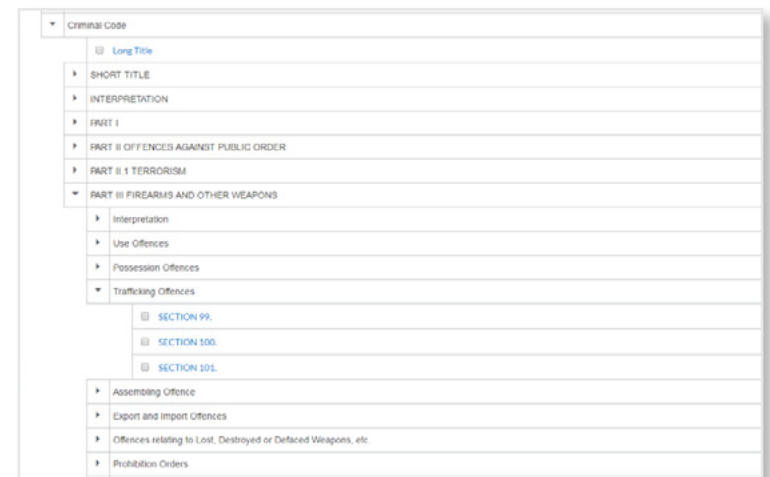 Criminal Code
Long Title
SHORT TITLE
INTERPRETATION
PART I
PART II OFFENCES AGAINST PUBLIC ORDER
PART II.1 TERRORISM
PART III FIREARMS AND OTHER WEAPONS
Interpretation
Use Offences
Possession Offences
Trafficking Offences
SECTION 99.
SECTION 100.
SECTION 101.
Assembling Offence
Export and Import Offences
Offences relating to Lost, Destroyed or Defaced Weapons, etc.
Prohibition Orders